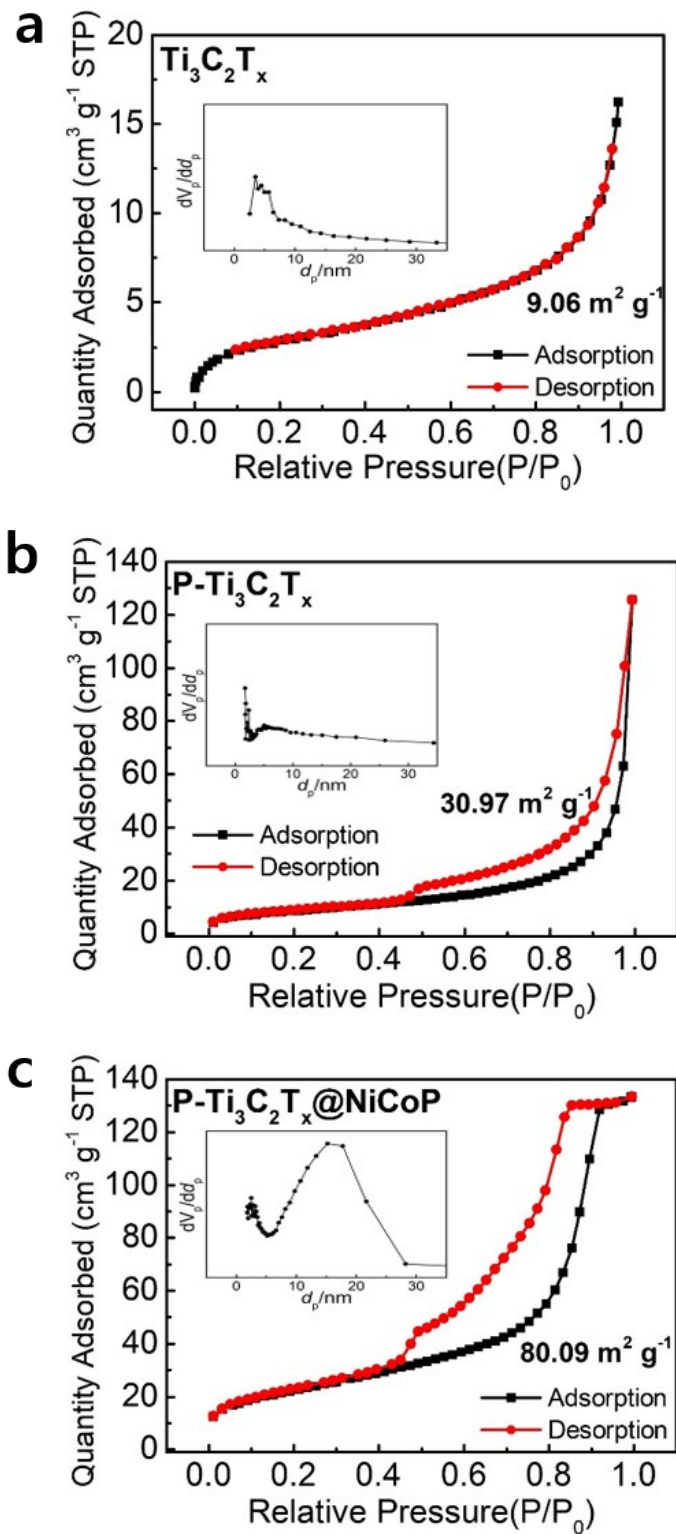 a
Ti₃C₂Tₓ
Quantity Adsorbed (cm³ g⁻¹ STP)
20
15
10
5
0
dVₚ/ddₚ
0 10 20 30
dₚ/nm
9.06 m² g⁻¹
Adsorption
Desorption
0.0 0.2 0.4 0.6 0.8 1.0
Relative Pressure(P/P₀)
b
P-Ti₃C₂Tₓ
Quantity Adsorbed (cm³ g⁻¹ STP)
140
120
100
80
60
40
20
0
dVₚ/ddₚ
0 10 20 30
dₚ/nm
30.97 m² g⁻¹
Adsorption
Desorption
0.0 0.2 0.4 0.6 0.8 1.0
Relative Pressure(P/P₀)
c
P-Ti₃C₂Tₓ@NiCoP
Quantity Adsorbed (cm³ g⁻¹ STP)
140
120
100
80
60
40
20
0
dVₚ/ddₚ
0 10 20 30
dₚ/nm
80.09 m² g⁻¹
Adsorption
Desorption
0.0 0.2 0.4 0.6 0.8 1.0
Relative Pressure(P/P₀)